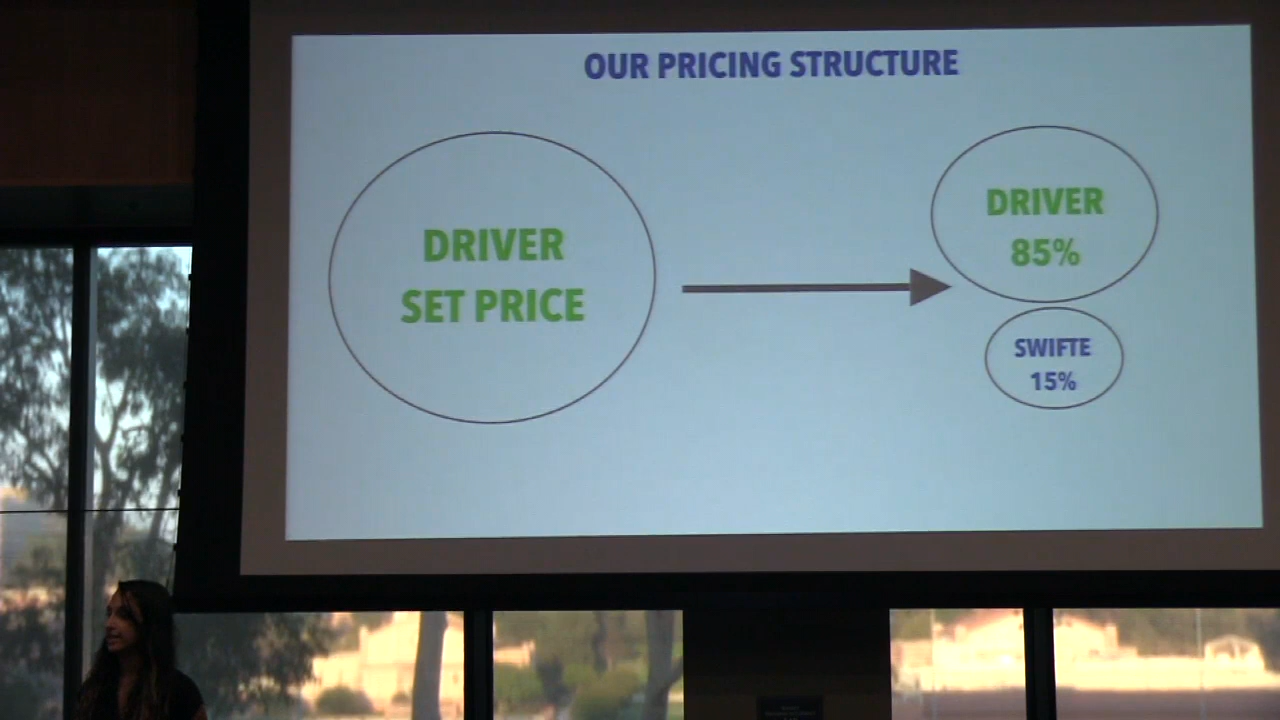 OUR PRICING STRUCTURE
DRIVER
SET PRICE
DRIVER
85%
SWIFTE
15%